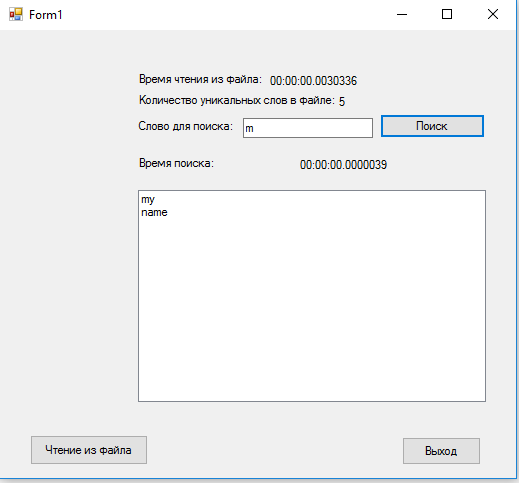 Form1
Время чтения из файла: 00:00:00.0030336
Количество уникальных слов в файле: 5
Слово для поиска: m Поиск
Время поиска: 00:00:00.0000039
my
name
Чтение из файла Выход